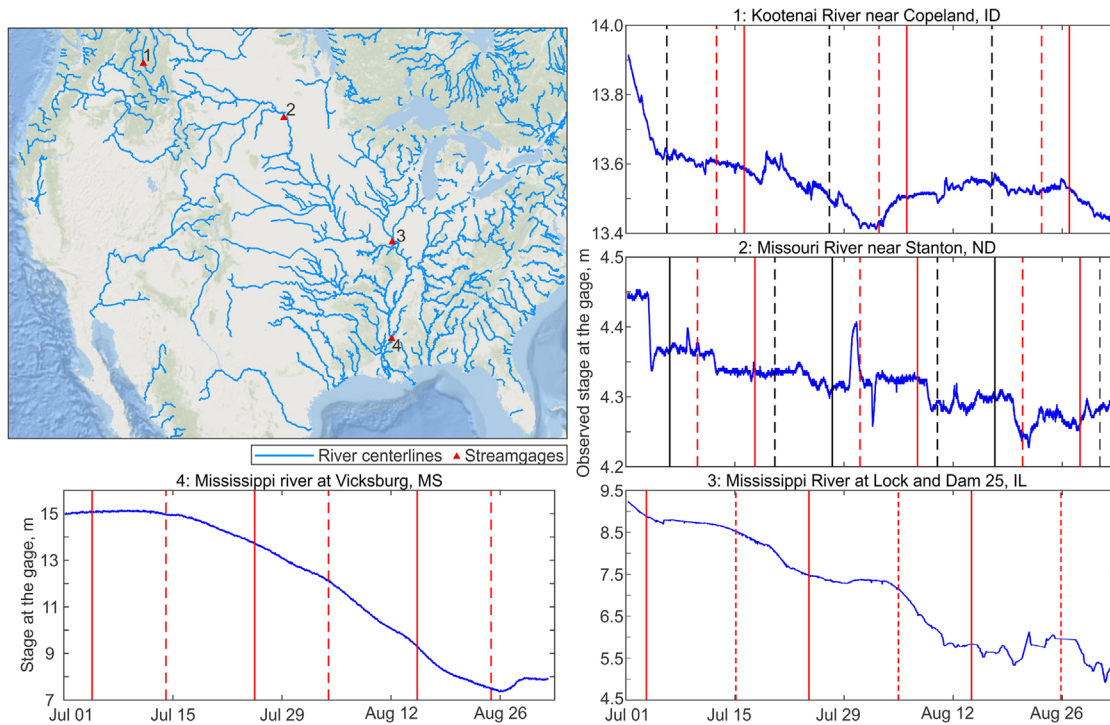 1: Kootenai River near Copeland, ID
14.0
13.8
13.6
13.4
1
2
3
4
River centerlines
Streamgages
2: Missouri River near Stanton, ND
Observed stage at the gage, m
4.5
4.4
4.3
4.2
4: Mississippi river at Vicksburg, MS
Stage at the gage, m
15
13
11
9
7
Jul 01 Jul 15 Jul 29 Aug 12 Aug 26
3: Mississippi River at Lock and Dam 25, IL
9.5
8.5
7.5
6.5
5.5
4.5
Jul 01 Jul 15 Jul 29 Aug 12 Aug 26